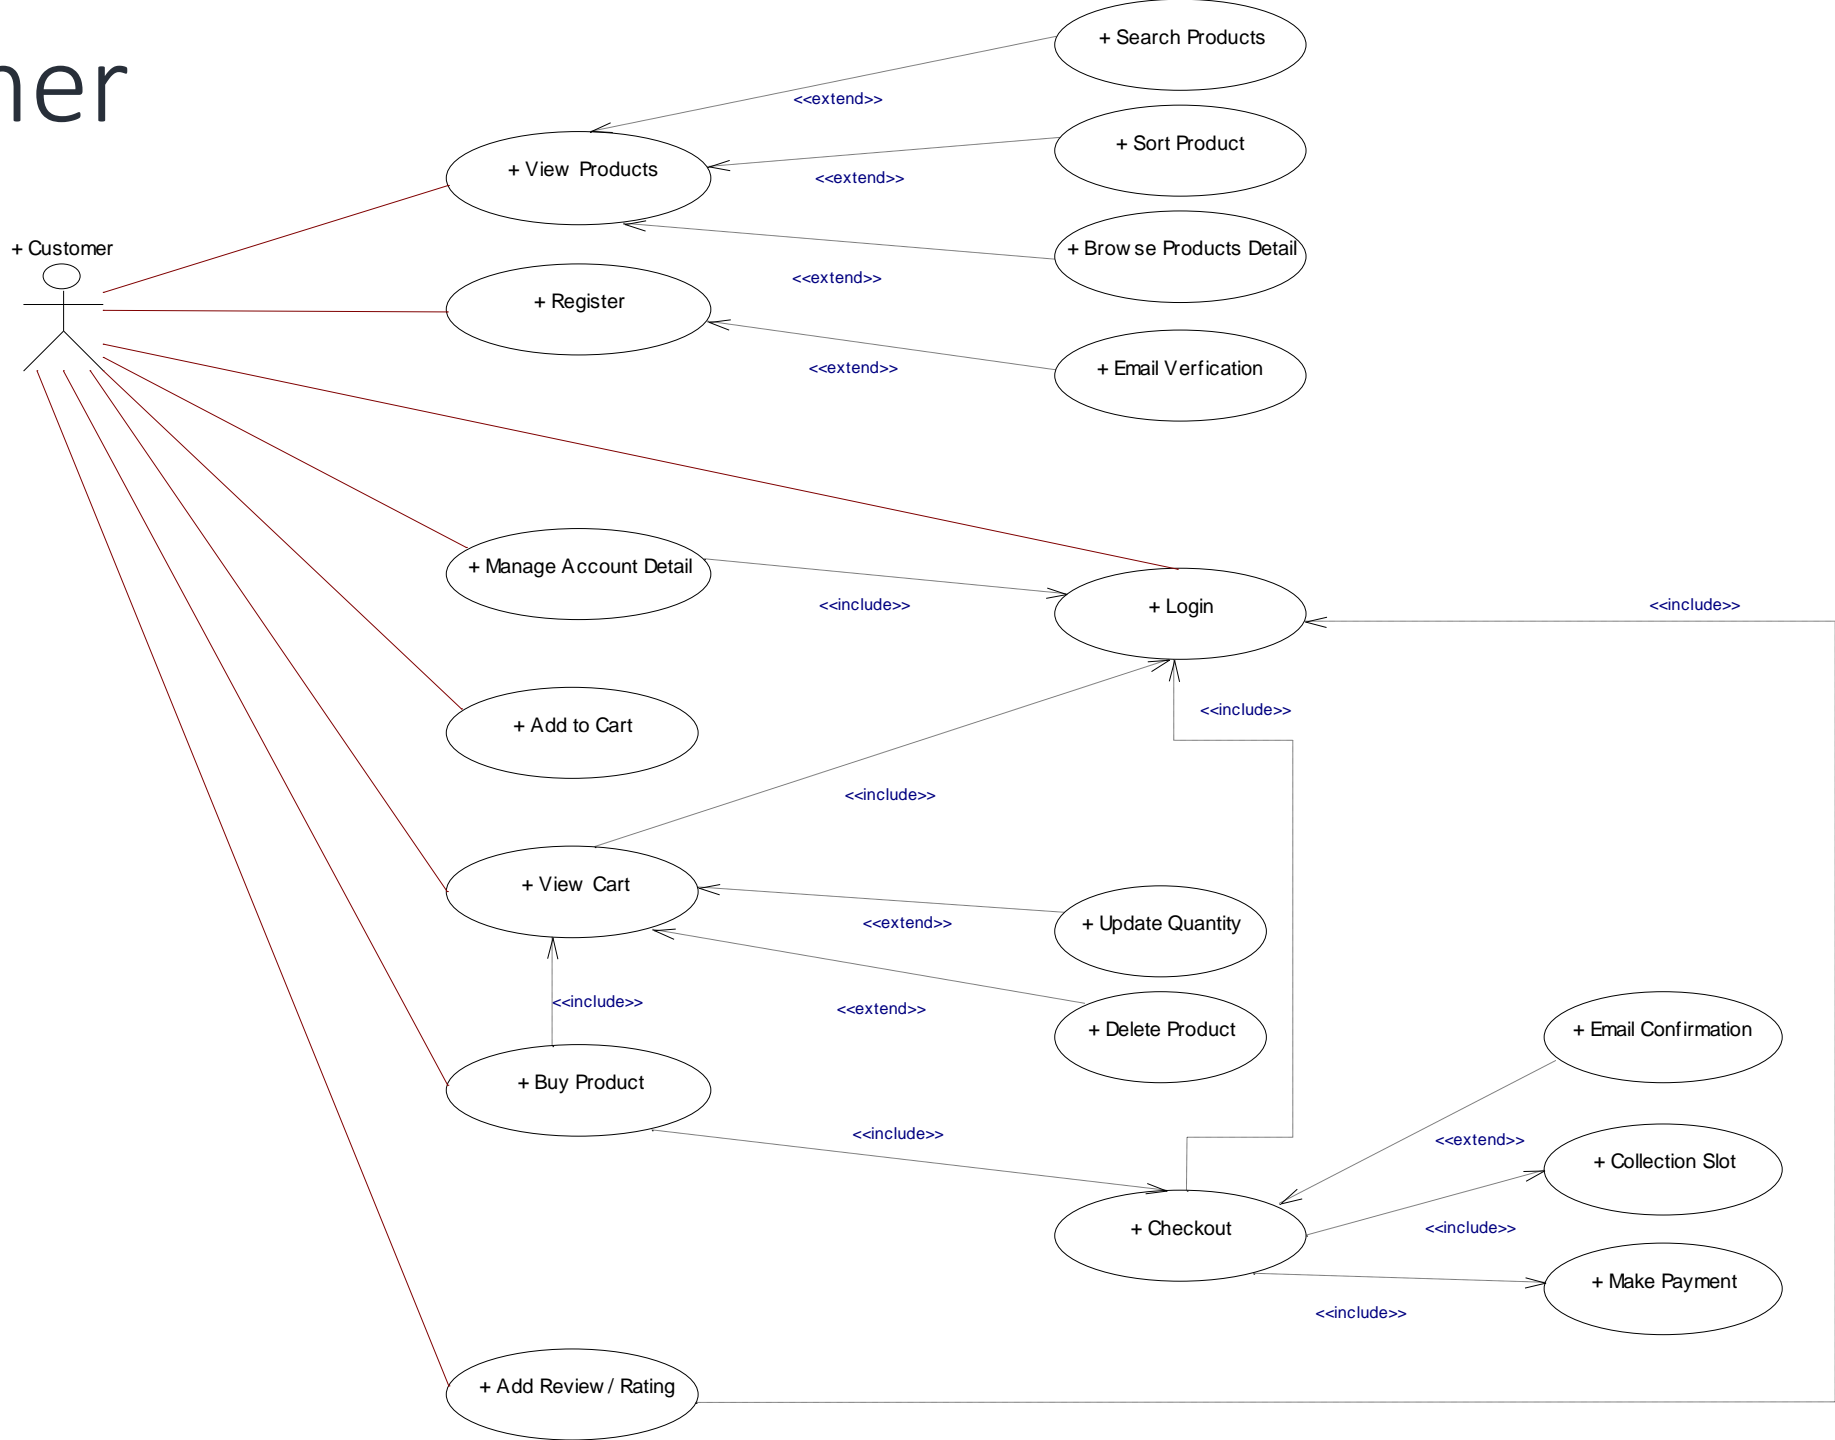 ner
+ Search Products
<<extend>>
+ Sort Product
+ View Products
<<extend>>
+ Customer
+ Browse Products Detail
<<extend>>
+ Register
<<extend>>
+ Email Verfication
+ Manage Account Detail
<<include>>
+ Login
<<include>>
<<include>>
+ Add to Cart
<<include>>
+ View Cart
<<extend>>
+ Update Quantity
<<include>>
<<extend>>
+ Delete Product
+ Email Confirmation
+ Buy Product
<<include>>
<<extend>>
+ Collection Slot
+ Checkout
<<include>>
+ Make Payment
<<include>>
+ Add Review / Rating